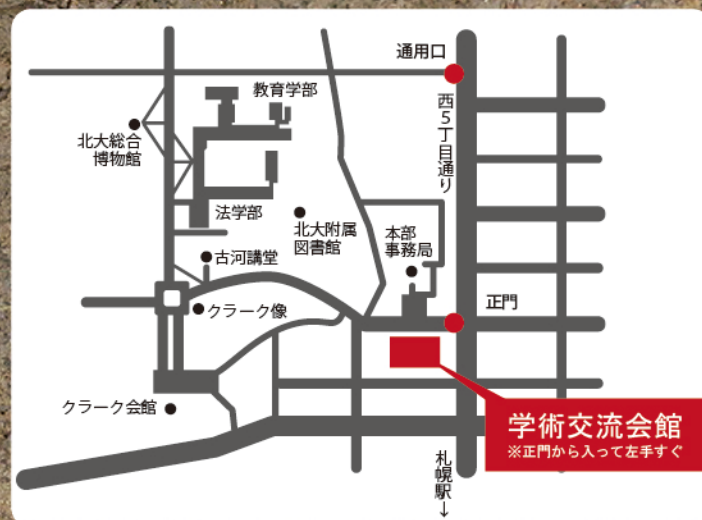 通用口
教育学部
西5丁目通り
北大総合
博物館
法学部
北大附属
図書館
本部
事務局
古河講堂
正門
クラーク像
クラーク会館
学術交流会館
※正門から入って左手すぐ
札幌駅↓